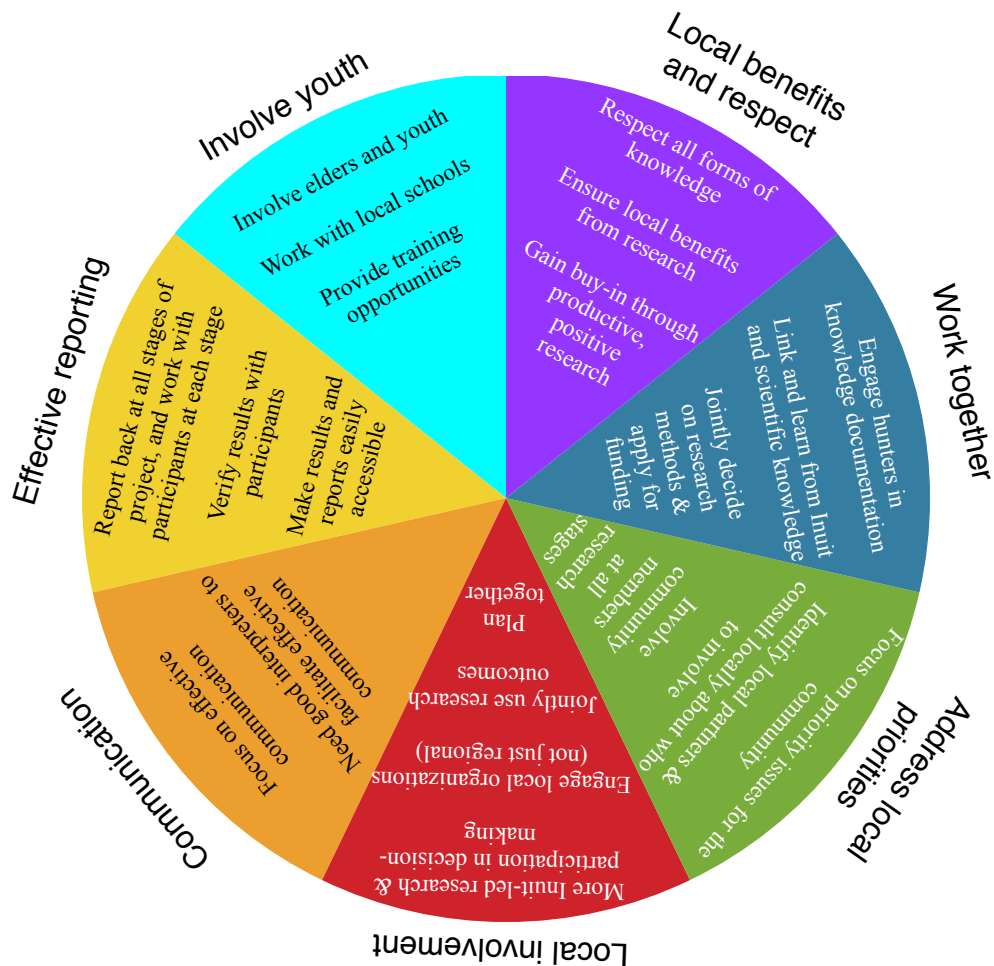 Local benefits
and respect
Respect all forms of
knowledge
Ensure local benefits
from research
Gain buy-in through
productive,
positive
research
Work together
Engage hunters in
knowledge documentation
Link and learn from Inuit
and scientific knowledge
Jointly decide
on research
methods &
apply for
funding
Address local
priorities
Focus on priority issues for the
community
Identify local partners &
consult locally about who
to involve
Involve
community
members
at all
research
stages
Local involvement
More Inuit-led research &
participation in decision-
making
Engage local organizations
(not just regional)
Jointly use research
outcomes
Plan
together
Communication
Focus on effective
communication
Need good interpreters to
facilitate effective
communication
Effective reporting
Report back at all stages of
project, and work with
participants at each stage
Verify results with
participants
Make results and
reports easily
accessible
Involve youth
Involve elders and youth
Work with local schools
Provide training
opportunities